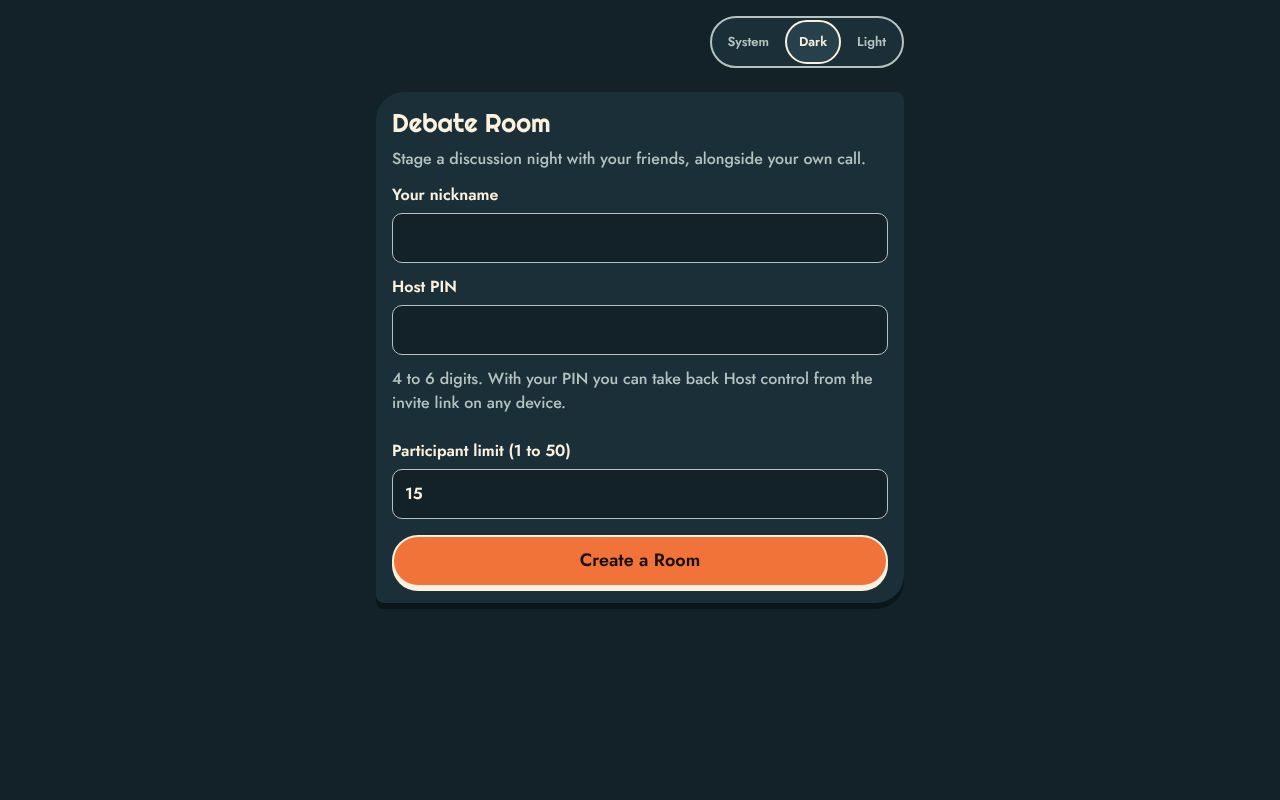 System Dark Light
Debate Room
Stage a discussion night with your friends, alongside your own call.
Your nickname
Host PIN
4 to 6 digits. With your PIN you can take back Host control from the
invite link on any device.
Participant limit (1 to 50)
15
Create a Room